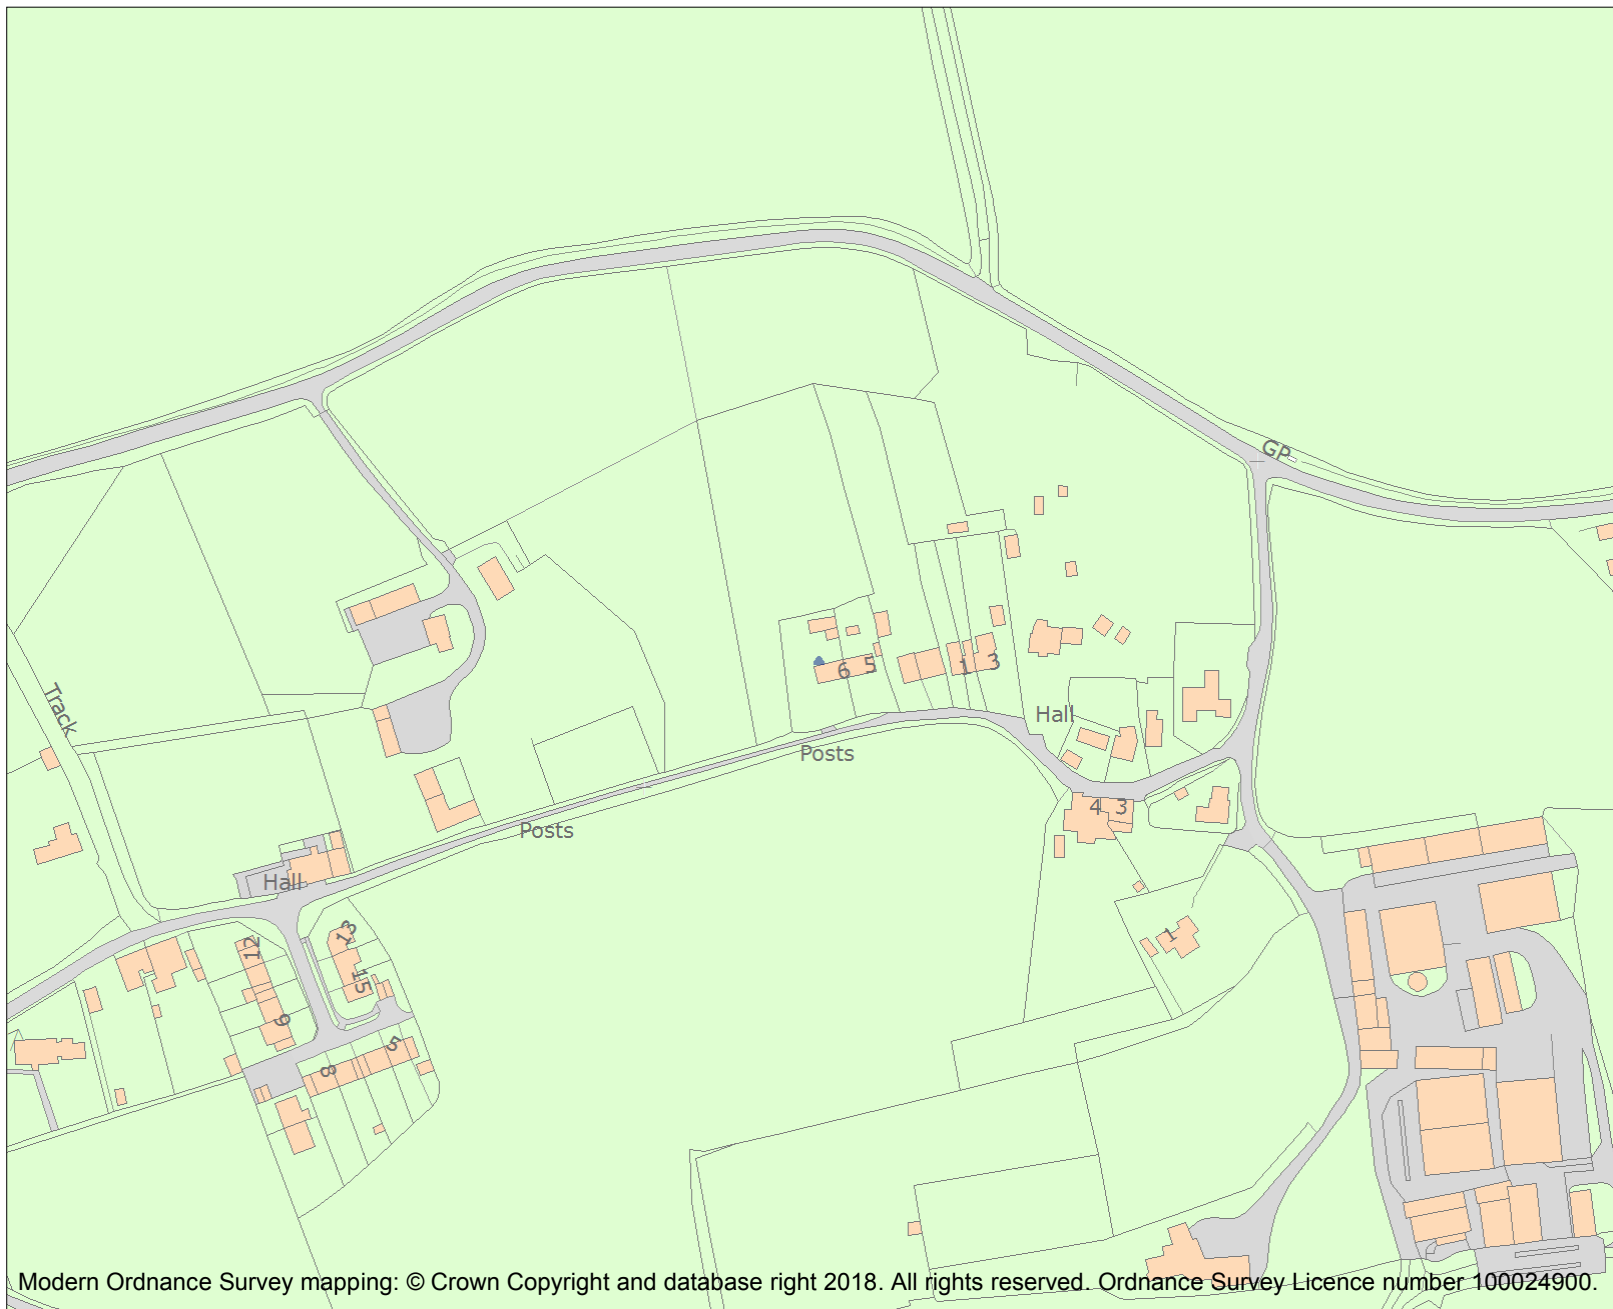 GP
Track
6
5
1
3
Hall
Posts
4
3
Posts
Hall
13
12
1
15
9
5
8
Modern Ordnance Survey mapping: © Crown Copyright and database right 2018. All rights reserved. Ordnance Survey Licence number 100024900.